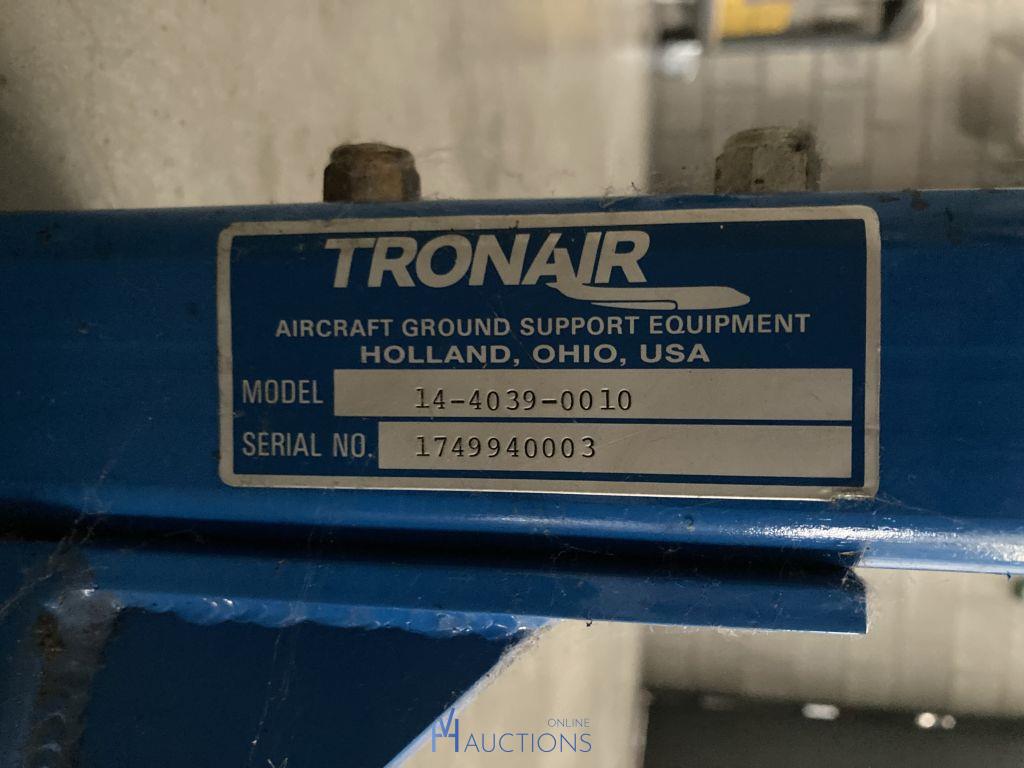 TRONAIR
AIRCRAFT GROUND SUPPORT EQUIPMENT
HOLLAND, OHIO, USA
MODEL 14-4039-0010
SERIAL NO. 1749940003
ONLINE
AUCTIONS